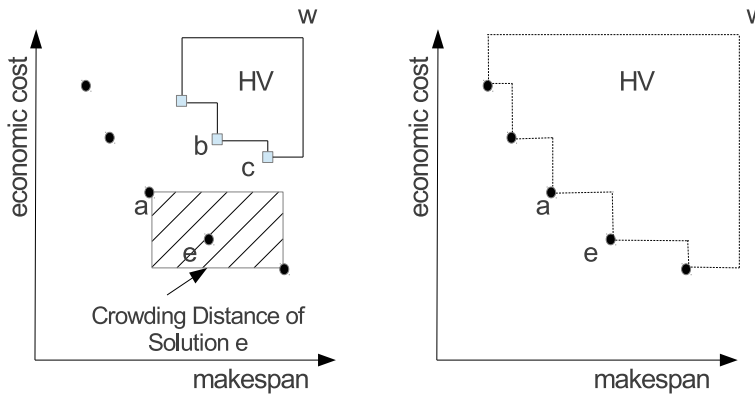 w
HV
economic cost
b
c
a
e
Crowding Distance of
Solution e
makespan
w
HV
economic cost
a
e
makespan